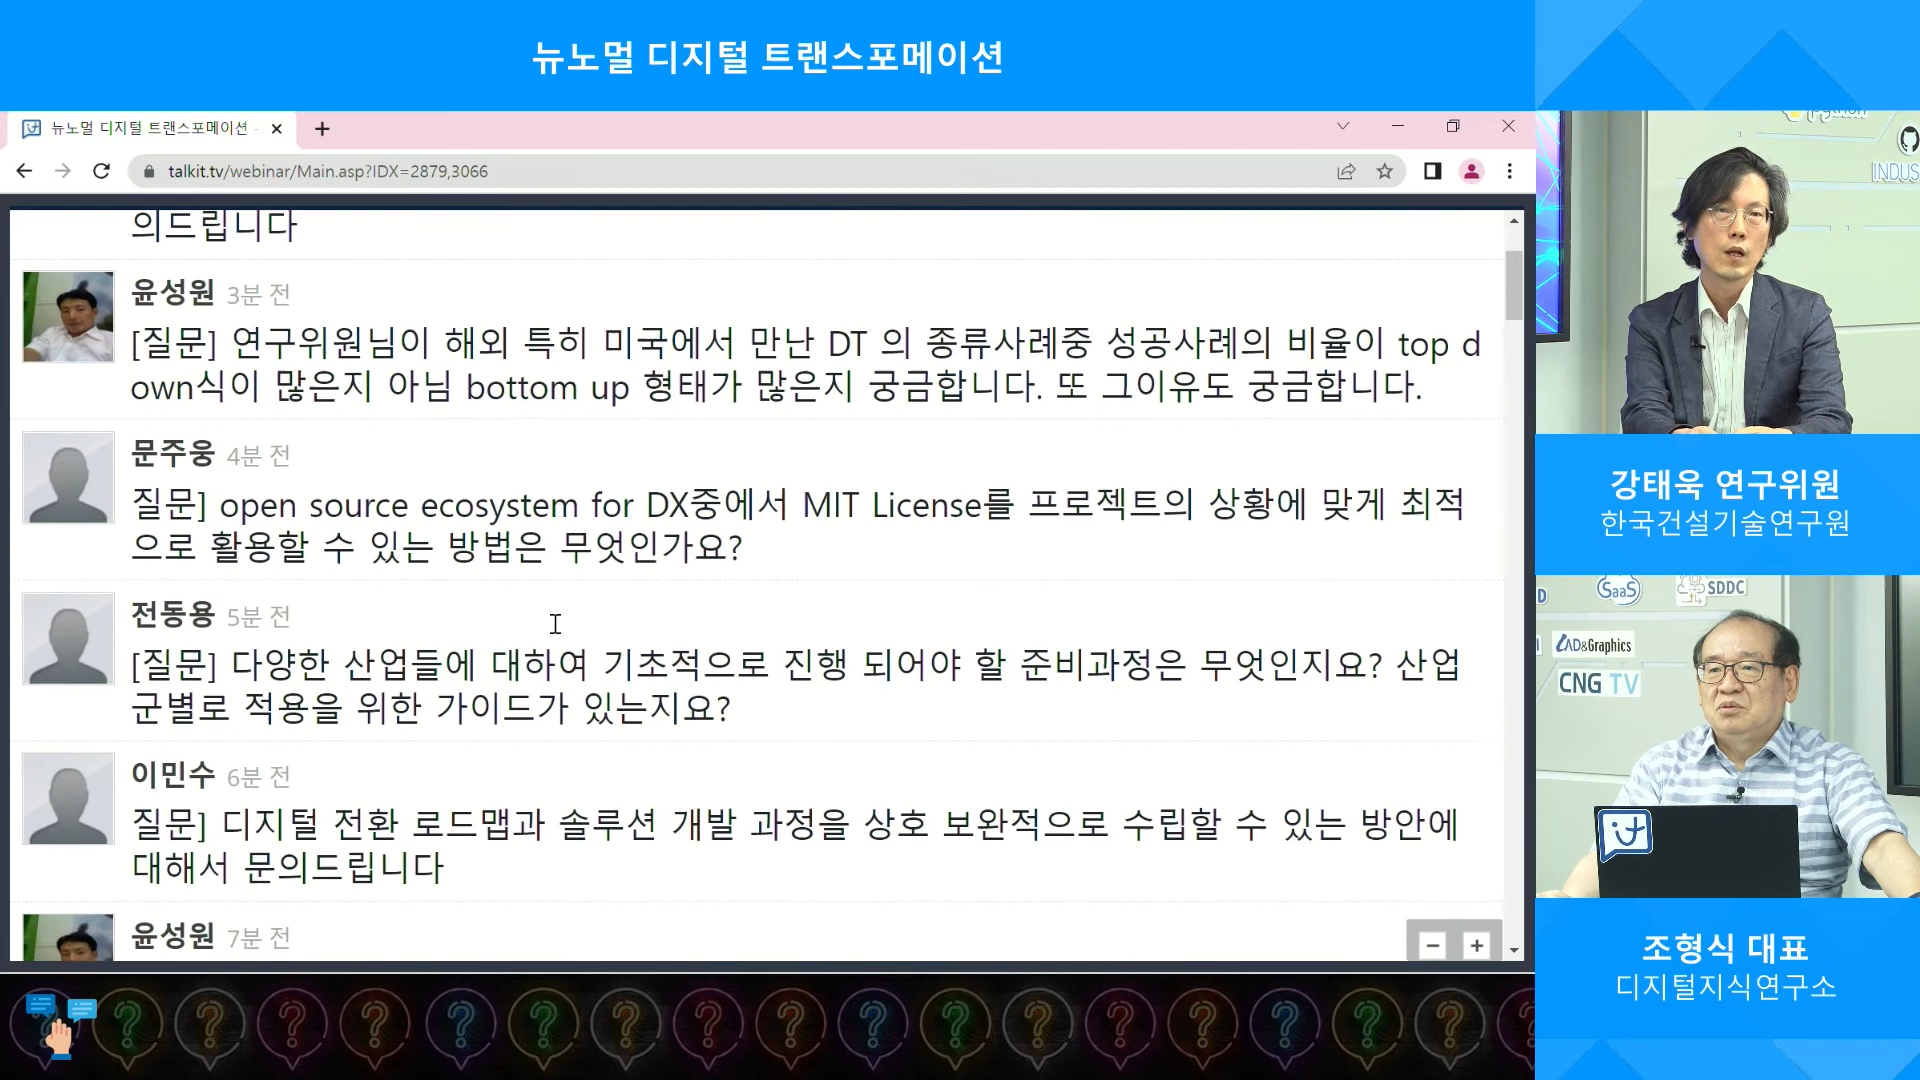 뉴노멀 디지털 트랜스포메이션
뉴노멀 디지털 트랜스포메이션 -
talkit.tv/webinar/Main.asp?IDX=2879,3066
의드립니다
윤성원 3분 전
[질문] 연구위원님이 해외 특히 미국에서 만난 DT 의 종류사례중 성공사례의 비율이 top d
own식이 많은지 아님 bottom up 형태가 많은지 궁금합니다. 또 그이유도 궁금합니다.
문주웅 4분 전
질문] open source ecosystem for DX중에서 MIT License를 프로젝트의 상황에 맞게 최적
으로 활용할 수 있는 방법은 무엇인가요?
전동용 5분 전
[질문] 다양한 산업들에 대하여 기초적으로 진행 되어야 할 준비과정은 무엇인지요? 산업
군별로 적용을 위한 가이드가 있는지요?
이민수 6분 전
질문] 디지털 전환 로드맵과 솔루션 개발 과정을 상호 보완적으로 수립할 수 있는 방안에
대해서 문의드립니다
윤성원 7분 전
python
INDUS
강태욱 연구위원
한국건설기술연구원
SaaS
SDDC
CAD&Graphics
CNG TV
it
조형식 대표
디지털지식연구소